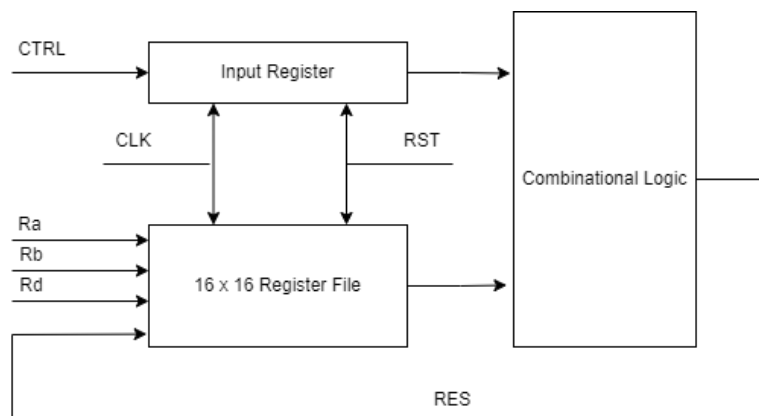 CTRL
Input Register
CLK
RST
Combinational Logic
Ra
Rb
Rd
16 x 16 Register File
RES